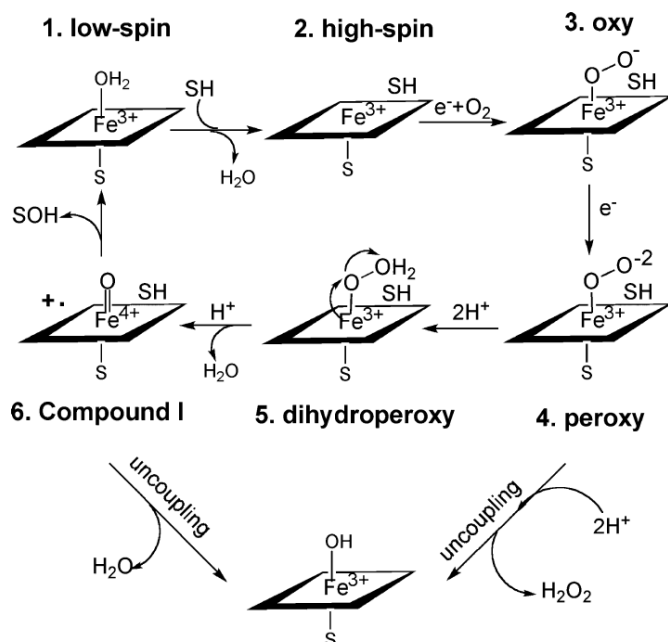 1. low-spin
2. high-spin
3. oxy
OH2
Fe3+
S
SH
H2O
SH
Fe3+
S
e-+O2
O
O-
SH
Fe3+
S
e-
SOH
+.
O
SH
Fe4+
S
H+
H2O
O
OH2
SH
Fe3+
S
2H+
O
O-2
SH
Fe3+
S
6. Compound I
5. dihydroperoxy
4. peroxy
uncoupling
H2O
OH
Fe3+
S
uncoupling
2H+
H2O2